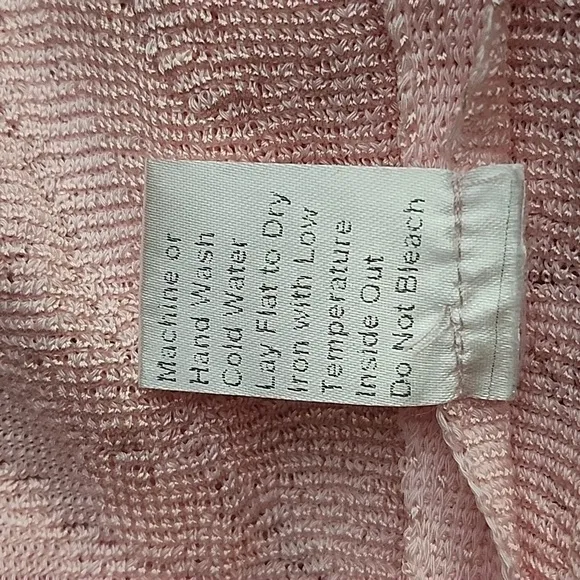 Machine or
Hand Wash
Cold Water
Lay Flat to Dry
Iron with Low
Temperature
Inside Out
Do Not Bleach